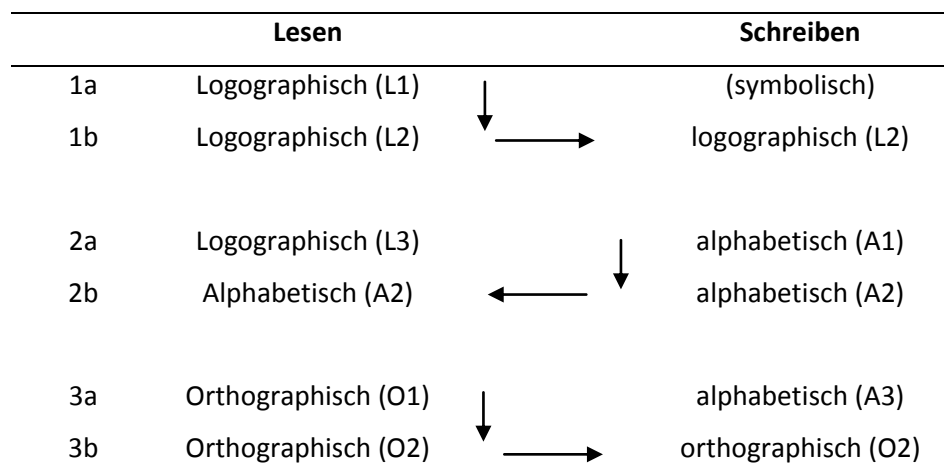 Lesen Schreiben
1a Logographisch (L1) (symbolisch)
1b Logographisch (L2) logographisch (L2)
2a Logographisch (L3) alphabetisch (A1)
2b Alphabetisch (A2) alphabetisch (A2)
3a Orthographisch (O1) alphabetisch (A3)
3b Orthographisch (O2) orthographisch (O2)